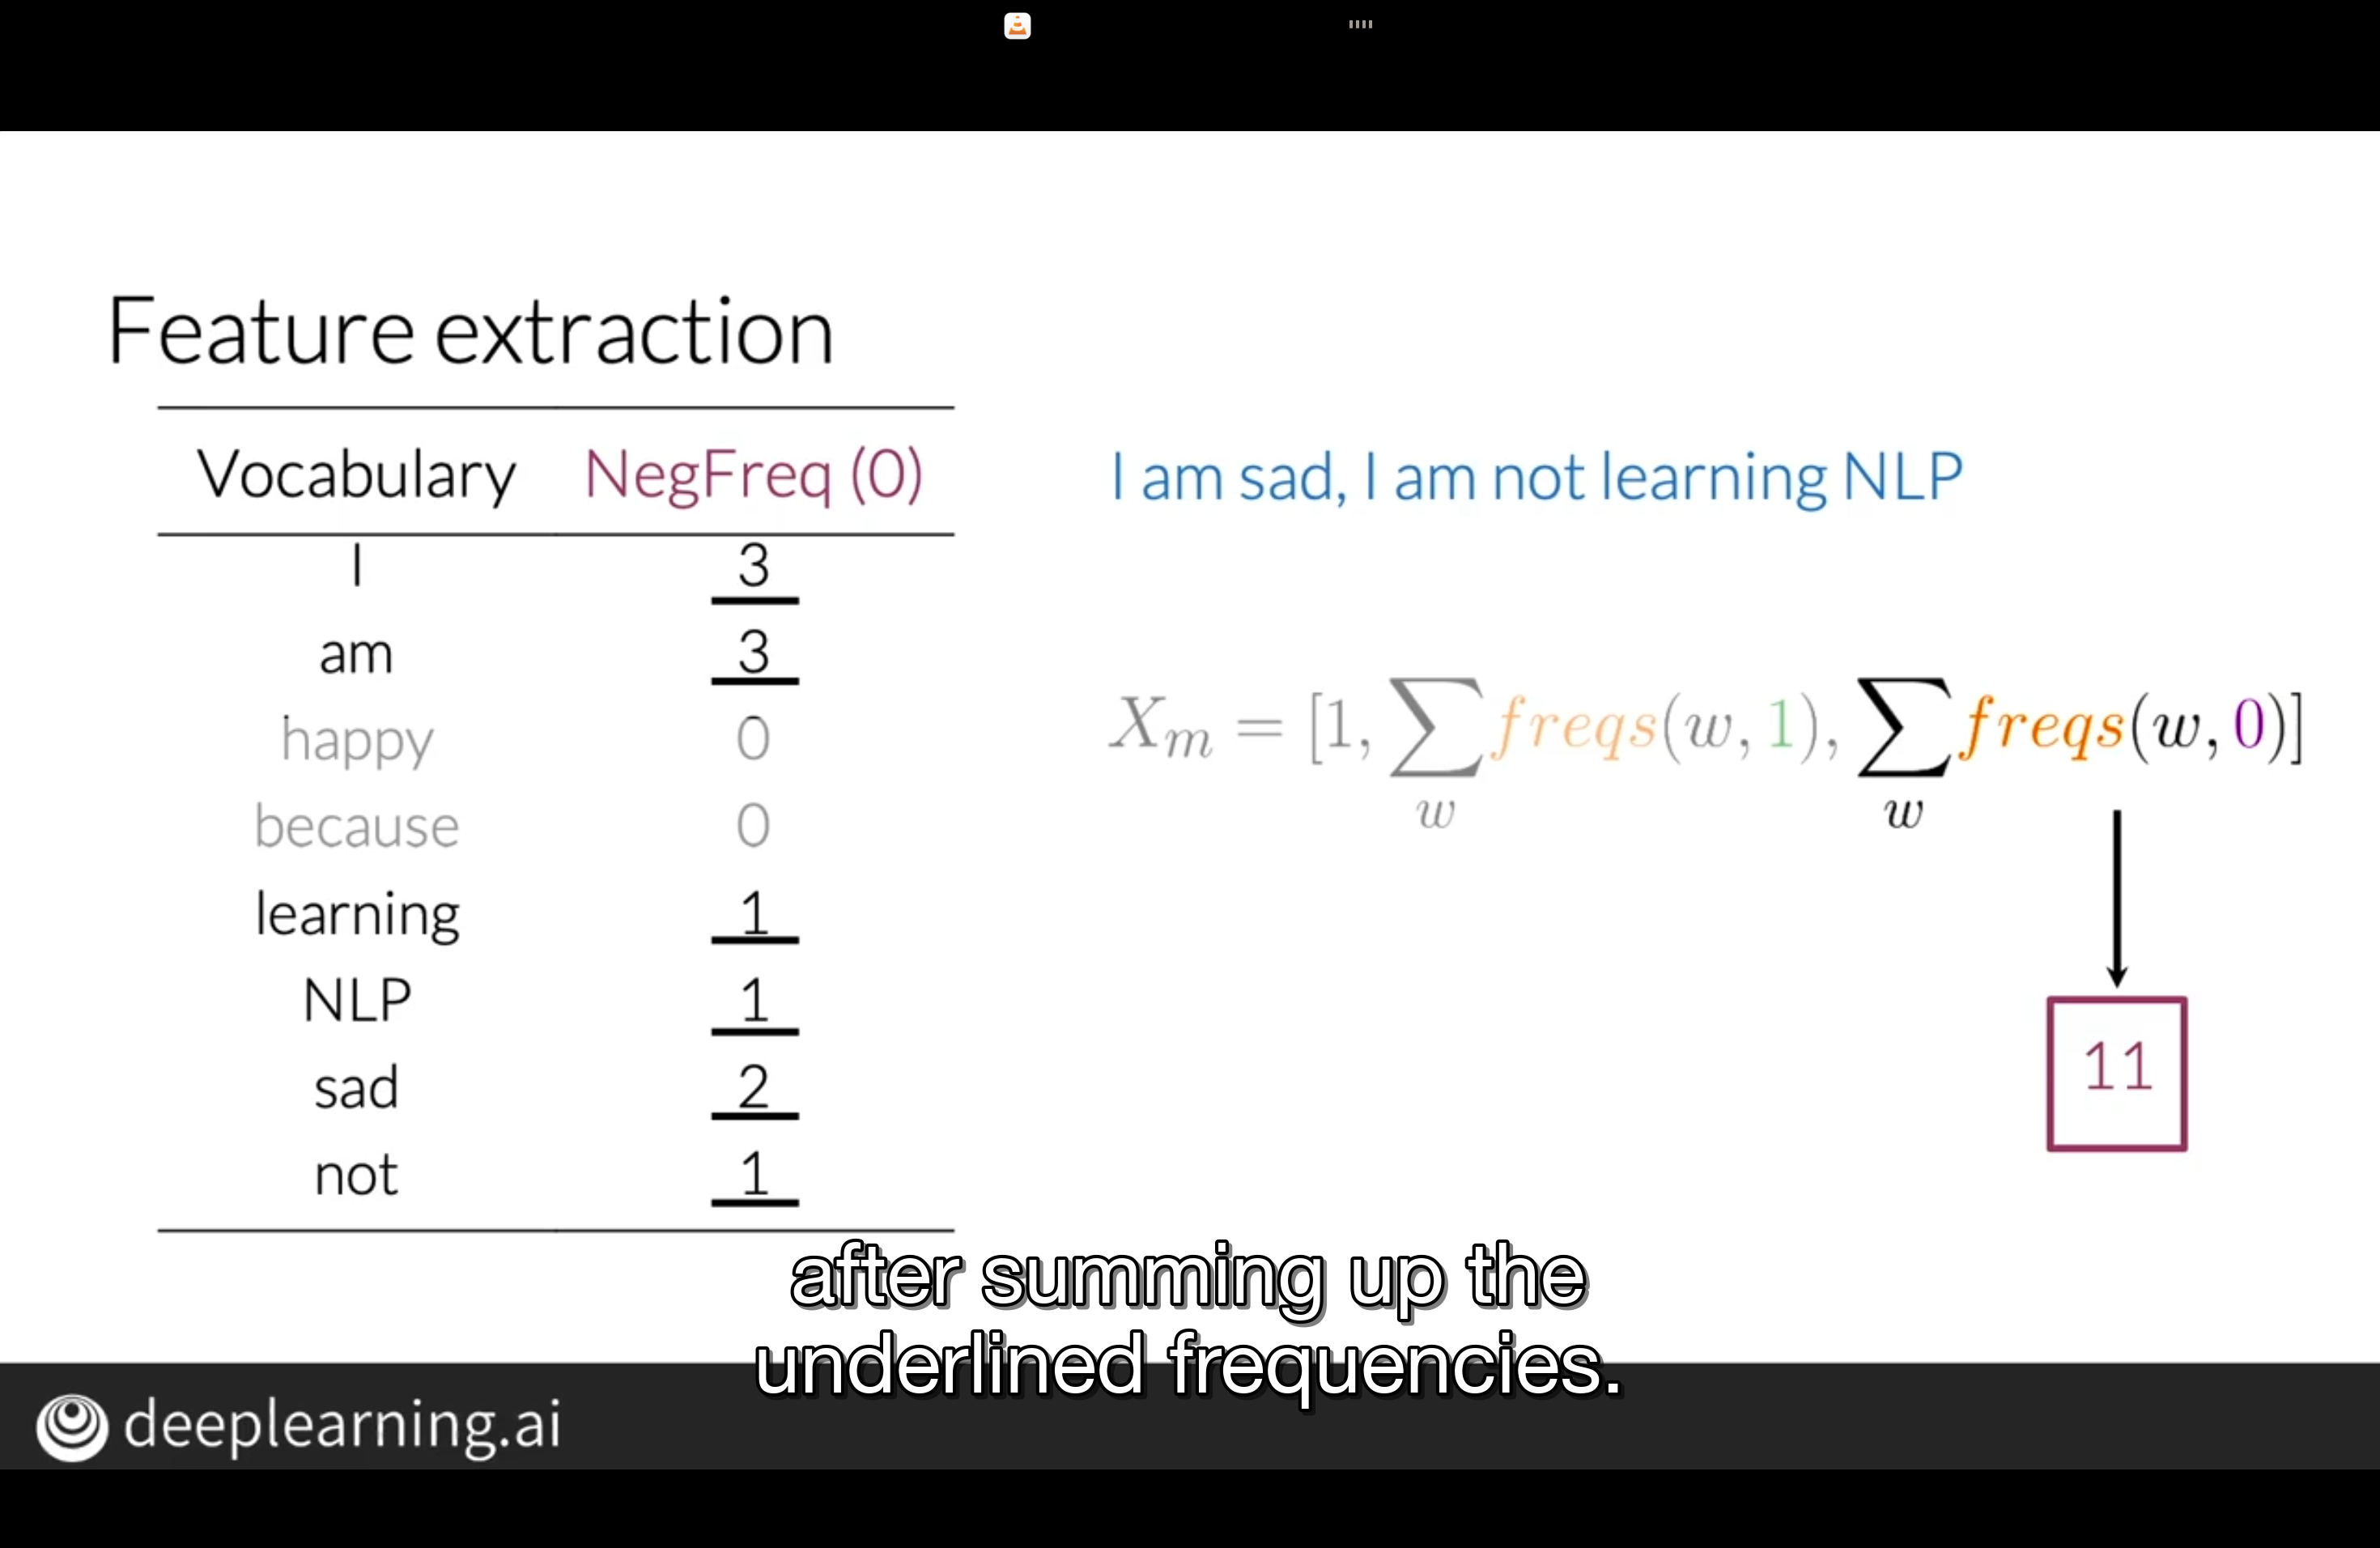 Feature extraction
Vocabulary NegFreq (0)
I 3
am 3
happy 0
because 0
learning 1
NLP 1
sad 2
not 1
I am sad, I am not learning NLP
X_m = [1, ∑_w freqs(w, 1), ∑_w freqs(w, 0)]
11
after summing up the
underlined frequencies.
deeplearning.ai